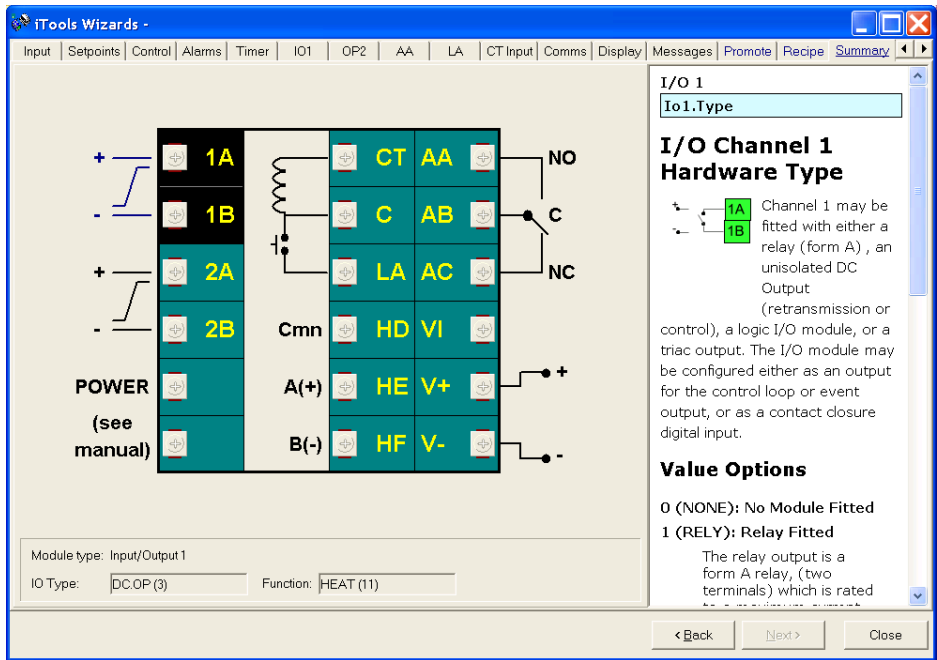 iTools Wizards -
Input Setpoints Control Alarms Timer IO1 OP2 AA LA CT Input Comms Display Messages Promote Recipe Summary
+ 1A CT AA NO
- 1B C AB C
+ 2A LA AC NC
- 2B Cmn HD VI
POWER A(+) HE V+ +
(see
manual) B(-) HF V- -
Module type: Input/Output 1
IO Type: DC.OP (3) Function: HEAT (11)
I/O 1
Io1.Type
I/O Channel 1
Hardware Type
+ 1A
- 1B
Channel 1 may be
fitted with either a
relay (form A) , an
unisolated DC
Output
(retransmission or
control), a logic I/O module, or a
triac output. The I/O module may
be configured either as an output
for the control loop or event
output, or as a contact closure
digital input.
Value Options
0 (NONE): No Module Fitted
1 (RELY): Relay Fitted
The relay output is a
form A relay, (two
terminals) which is rated
< Back Next > Close